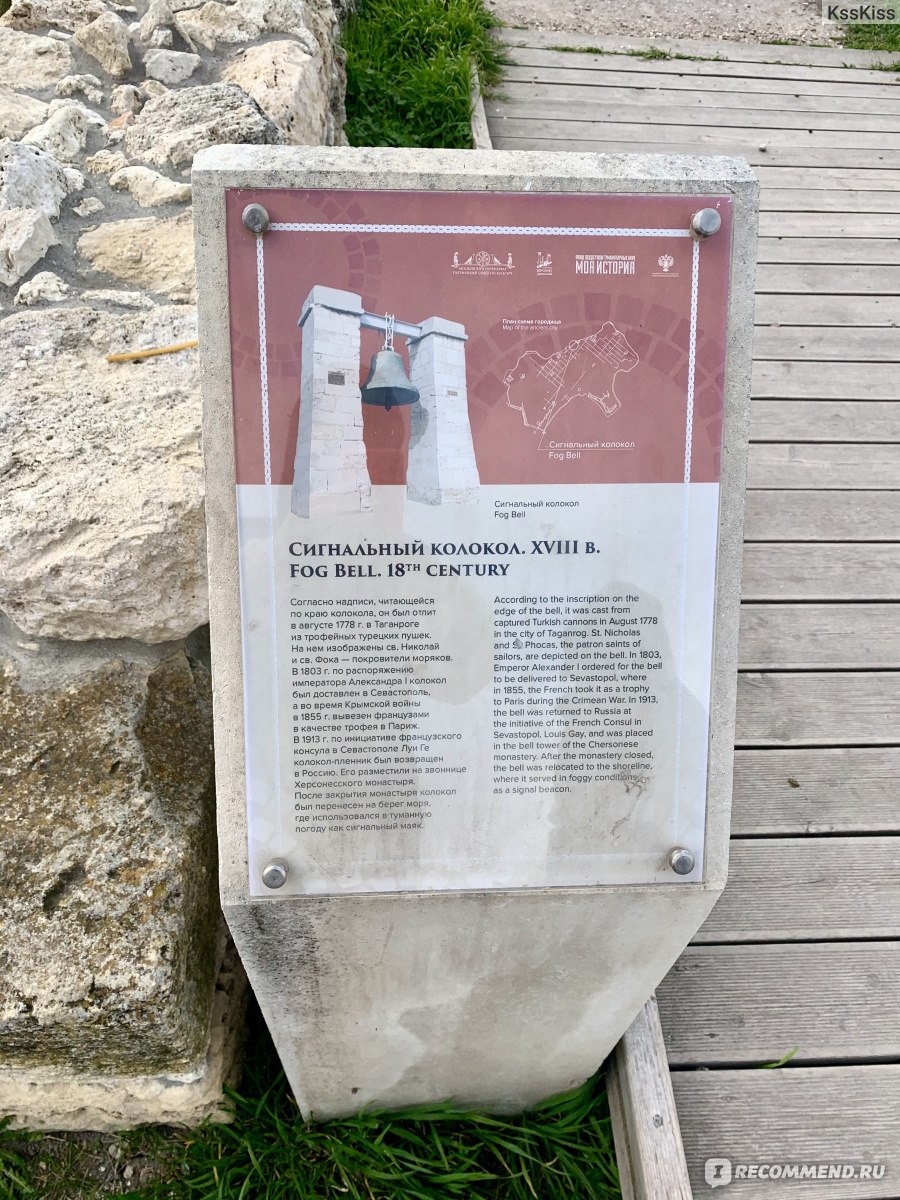 KssKiss
МОЯ ИСТОРИЯ
План-схема городища
Map of the ancient city
Сигнальный колокол
Fog Bell
Сигнальный колокол
Fog Bell
Сигнальный колокол. XVIII в.
Fog Bell. 18th century
Согласно надписи, читающейся
по краю колокола, он был отлит
в августе 1778 г. в Таганроге
из трофейных турецких пушек.
На нем изображены св. Николай
и св. Фока — покровители моряков.
В 1803 г. по распоряжению
императора Александра I колокол
был доставлен в Севастополь,
а во время Крымской войны
в 1855 г. вывезен французами
в качестве трофея в Париж.
В 1913 г. по инициативе французского
консула в Севастополе Луи Ге
колокол-пленник был возвращен
в Россию. Его разместили на звоннице
Херсонесского монастыря.
После закрытия монастыря колокол
был перенесен на берег моря,
где использовался в туманную
погоду как сигнальный маяк.
According to the inscription on the
edge of the bell, it was cast from
captured Turkish cannons in August 1778
in the city of Taganrog. St. Nicholas
and St. Phocas, the patron saints of
sailors, are depicted on the bell. In 1803,
Emperor Alexander I ordered for the bell
to be delivered to Sevastopol, where
in 1855, the French took it as a trophy
to Paris during the Crimean War. In 1913,
the bell was returned to Russia at
the initiative of the French Consul in
Sevastopol, Louis Gay, and was placed
in the bell tower of the Chersonese
monastery. After the monastery closed,
the bell was relocated to the shoreline,
where it served in foggy conditions
as a signal beacon.
RECOMMEND.RU